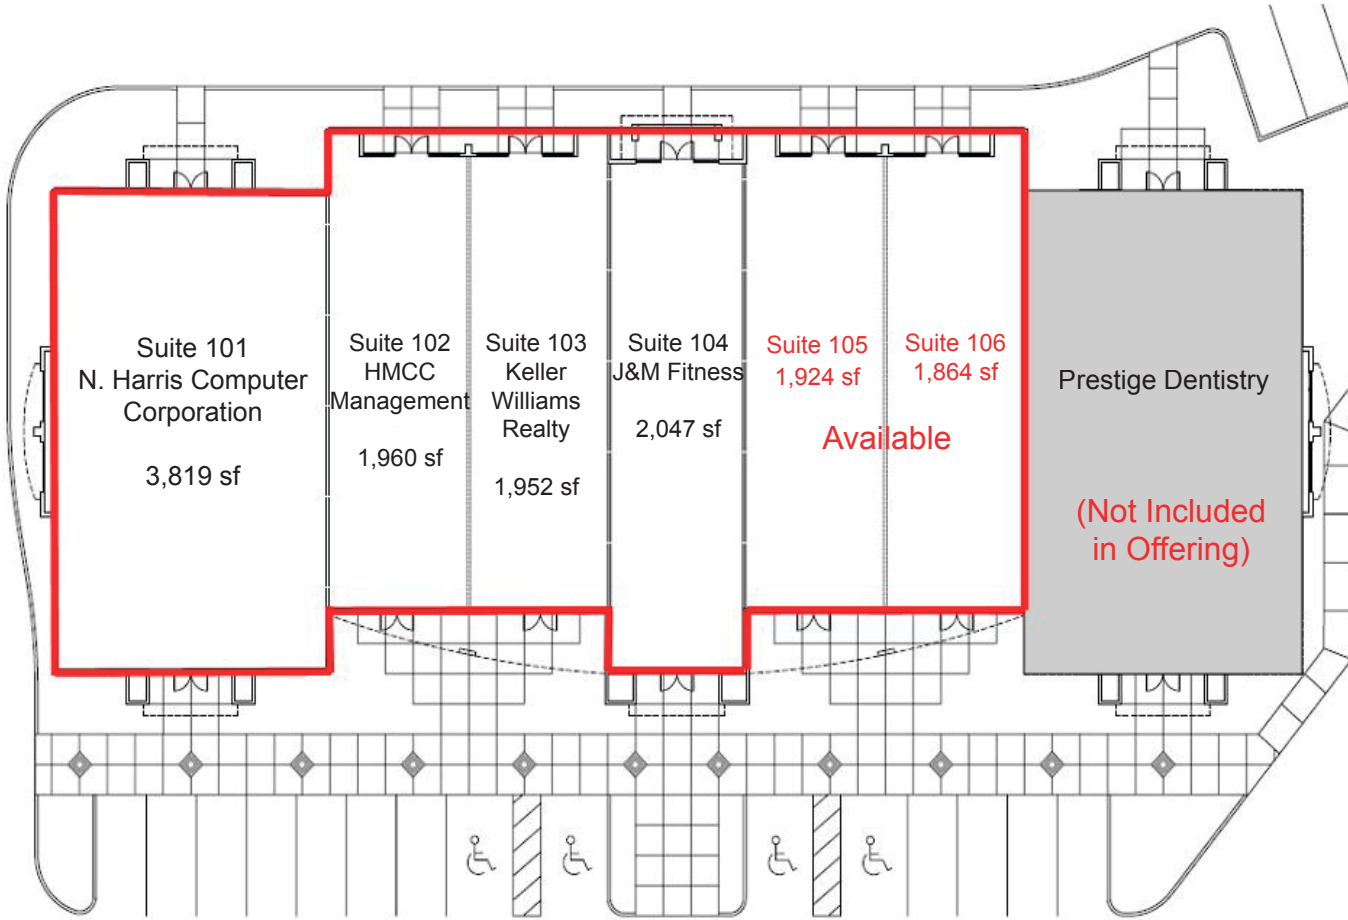 Suite 101
N. Harris Computer
Corporation
3,819 sf
Suite 102
HMCC
Management
1,960 sf
Suite 103
Keller
Williams
Realty
1,952 sf
Suite 104
J&M Fitness
2,047 sf
Suite 105
1,924 sf
Suite 106
1,864 sf
Available
Prestige Dentistry
(Not Included
in Offering)